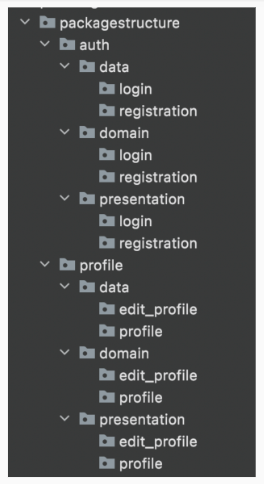 packagestructure
auth
data
login
registration
domain
login
registration
presentation
login
registration
profile
data
edit_profile
profile
domain
edit_profile
profile
presentation
edit_profile
profile